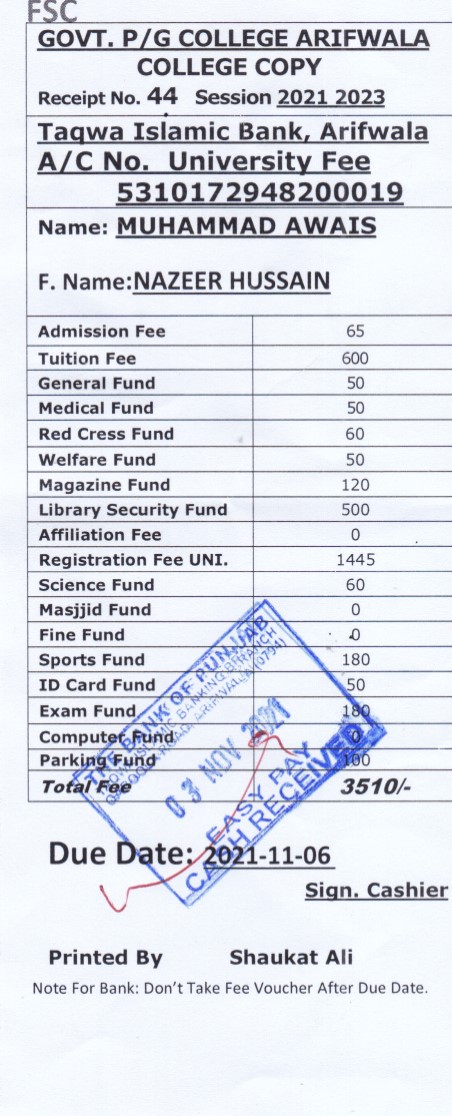 FSC
GOVT. P/G COLLEGE ARIFWALA
COLLEGE COPY
Receipt No. 44 Session 2021 2023
Taqwa Islamic Bank, Arifwala
A/C No. University Fee
5310172948200019
Name: MUHAMMAD AWAIS
F. Name:NAZEER HUSSAIN
Admission Fee 65
Tuition Fee 600
General Fund 50
Medical Fund 50
Red Cress Fund 60
Welfare Fund 50
Magazine Fund 120
Library Security Fund 500
Affiliation Fee 0
Registration Fee UNI. 1445
Science Fund 60
Masjjid Fund 0
Fine Fund 0
Sports Fund 180
ID Card Fund 50
Exam Fund 180
Computer Fund 0
Parking Fund 100
Total Fee 3510/-
THE BANK OF PUNJAB
ISLAMIC BANKING BRANCH
ROAD ARIFWALA (0794)
03 NOV 2021
EASY PAY
CASH RECEIVED
Due Date: 2021-11-06
Sign. Cashier
Printed By Shaukat Ali
Note For Bank: Don't Take Fee Voucher After Due Date.